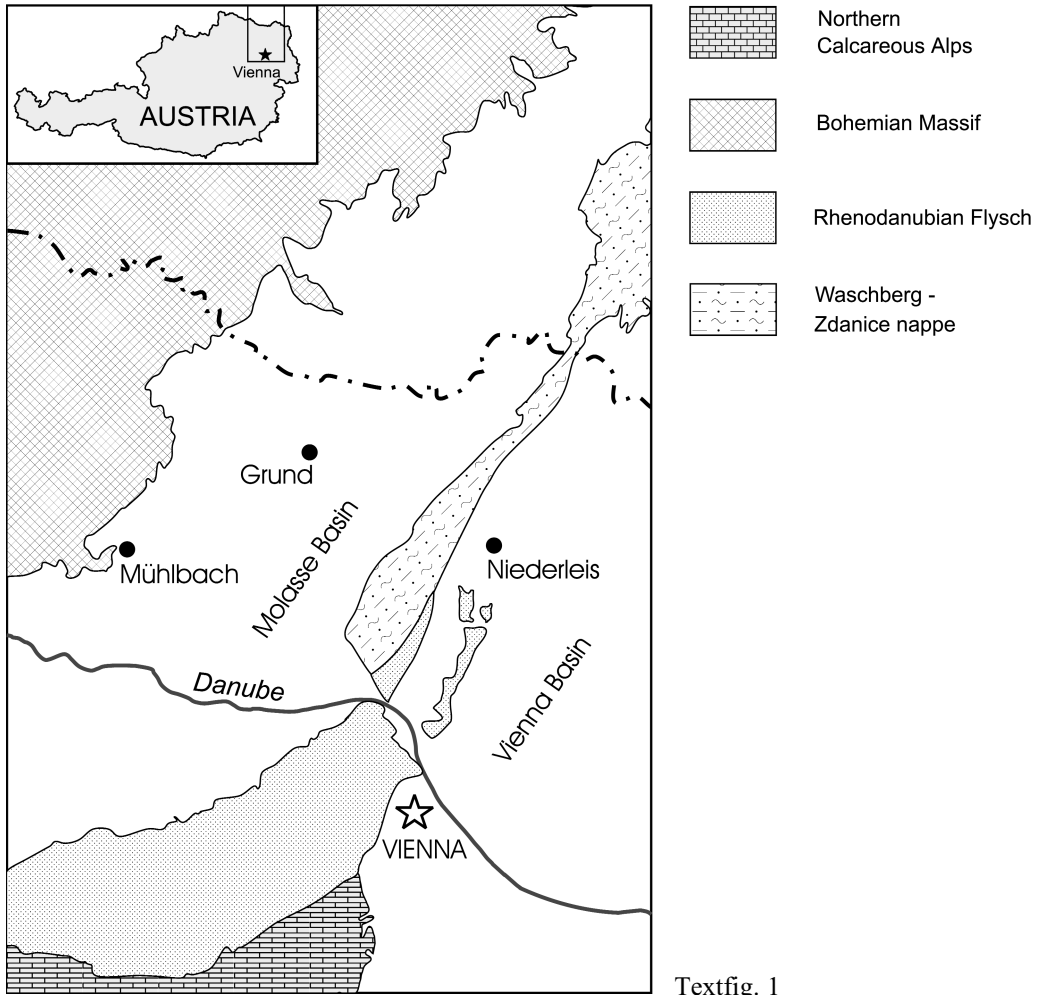 Vienna
AUSTRIA
Northern
Calcareous Alps
Bohemian Massif
Rhenodanubian Flysch
Waschberg -
Zdanice nappe
Grund
Mühlbach
Molasse Basin
Niederleis
Danube
Vienna Basin
VIENNA
Textfig. 1